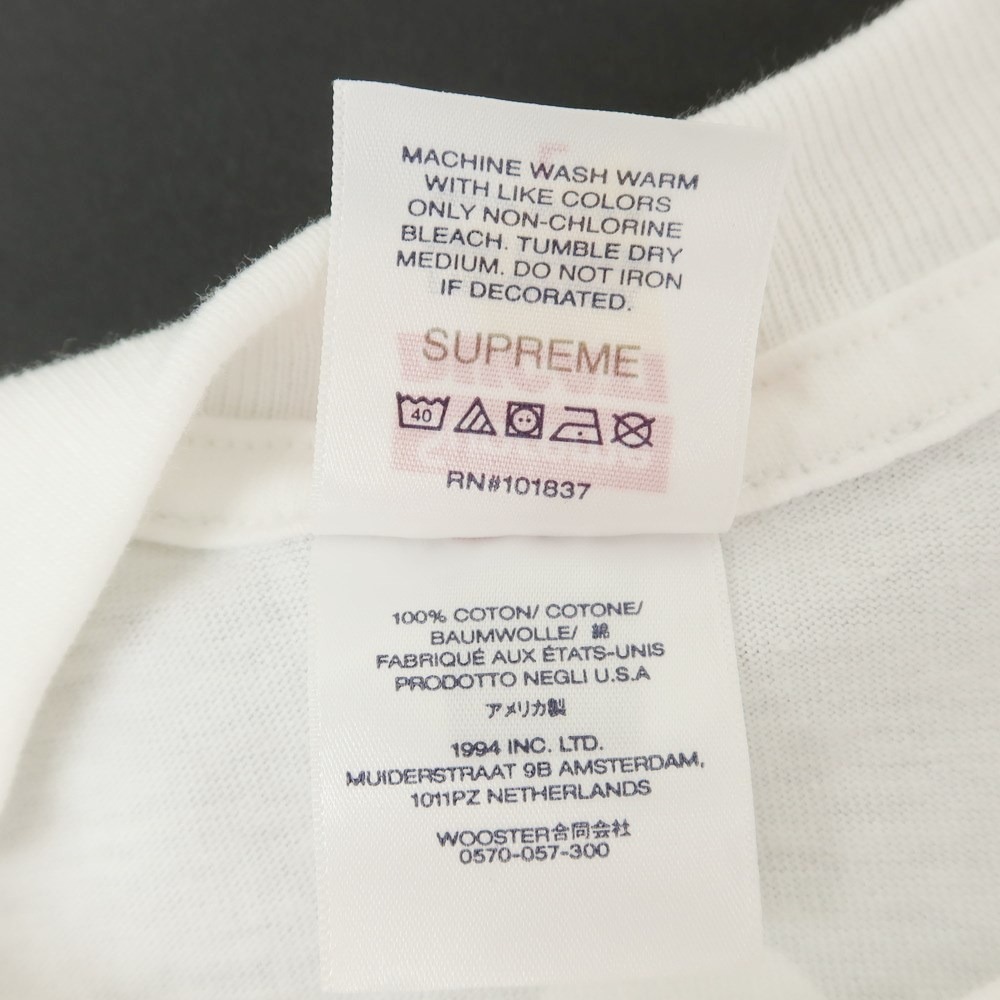 MACHINE WASH WARM
WITH LIKE COLORS
ONLY NON-CHLORINE
BLEACH. TUMBLE DRY
MEDIUM. DO NOT IRON
IF DECORATED.
SUPREME
40
RN#101837
100% COTON/ COTONE/
BAUMWOLLE/ 綿
FABRIQUÉ AUX ÉTATS-UNIS
PRODOTTO NEGLI U.S.A
アメリカ製
1994 INC. LTD.
MUIDERSTRAAT 9B AMSTERDAM,
1011PZ NETHERLANDS
WOOSTER合同会社
0570-057-300